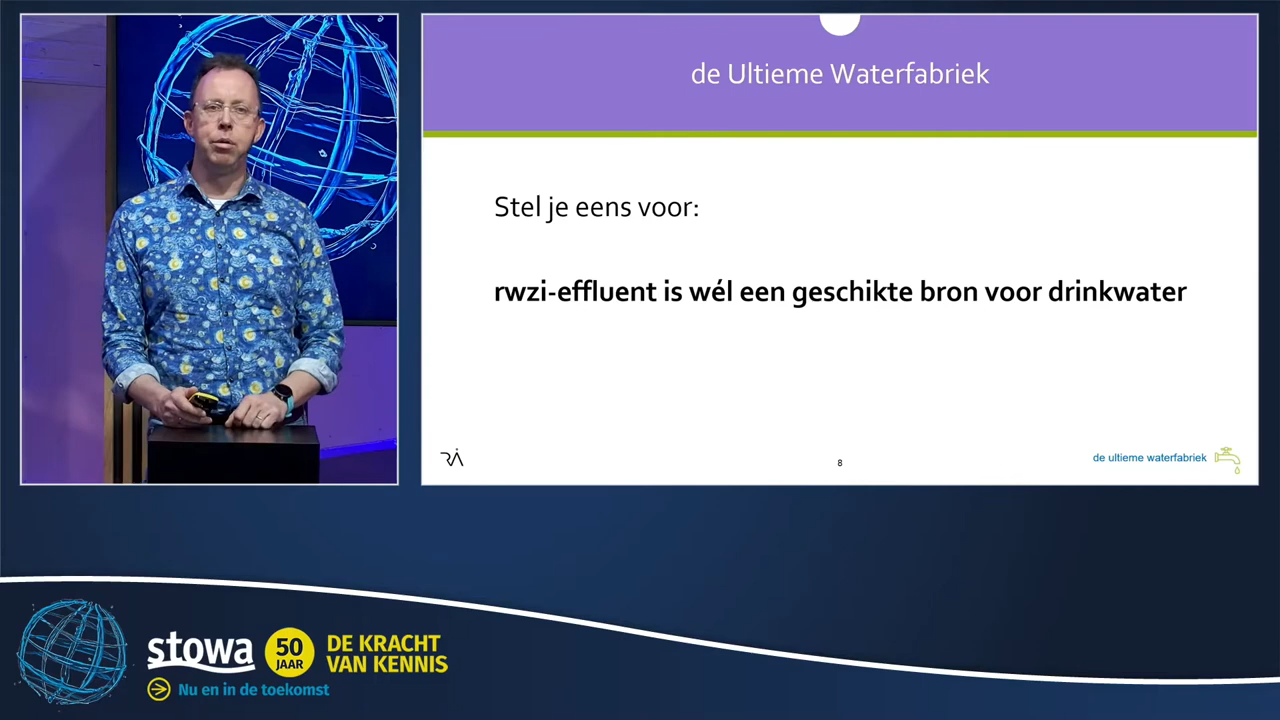 de Ultieme Waterfabriek
Stel je eens voor:
rwzi-effluent is wél een geschikte bron voor drinkwater
8
de ultieme waterfabriek
stowa
50
JAAR
DE KRACHT
VAN KENNIS
Nu en in de toekomst